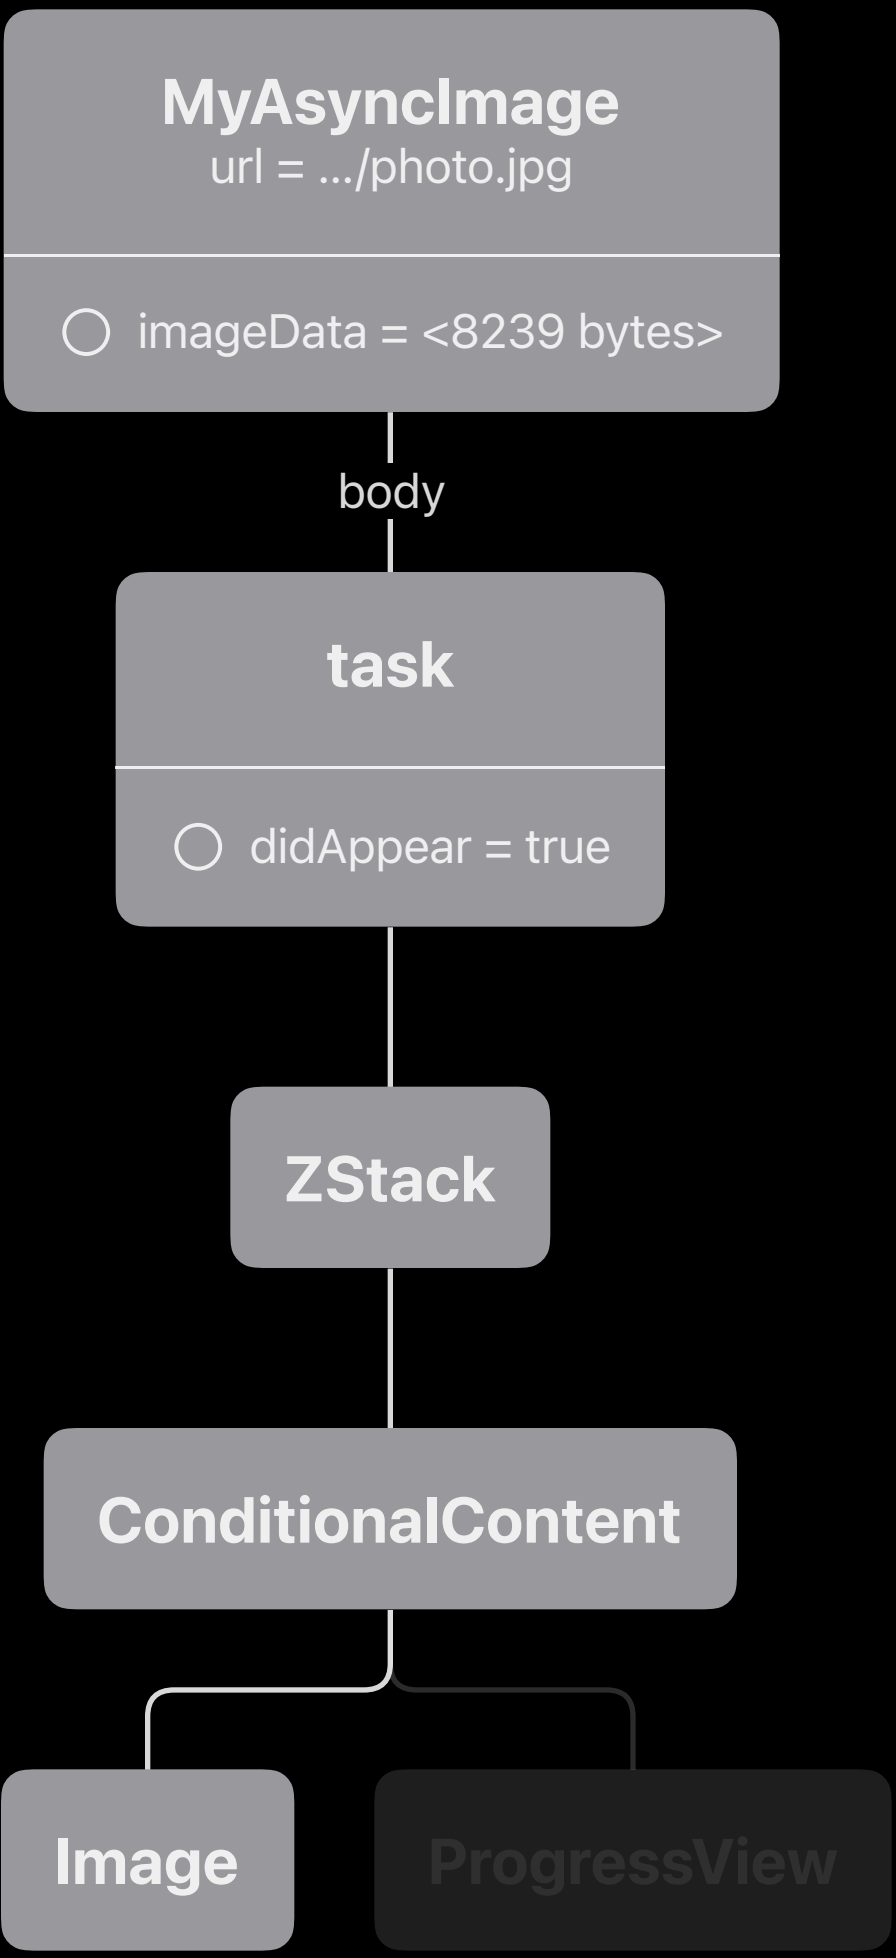 MyAsyncImage
url = .../photo.jpg
imageData = <8239 bytes>
body
task
didAppear = true
ZStack
ConditionalContent
Image
ProgressView